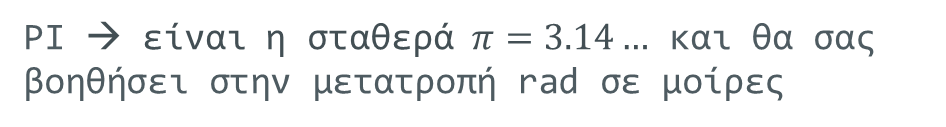 PI → είναι η σταθερά 𝜋 = 3.14 … και θα σας
βοηθήσει στην μετατροπή rad σε μοίρες